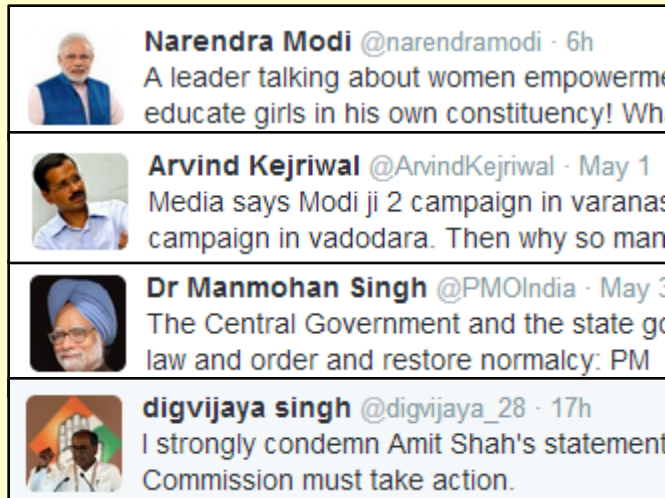 Narendra Modi @narendramodi · 6h
A leader talking about women empowerme
educate girls in his own constituency! Wha
Arvind Kejriwal @ArvindKejriwal · May 1
Media says Modi ji 2 campaign in varanas
campaign in vadodara. Then why so man
Dr Manmohan Singh @PMOIndia · May 3
The Central Government and the state go
law and order and restore normalcy: PM
digvijaya singh @digvijaya_28 · 17h
I strongly condemn Amit Shah's statement
Commission must take action.